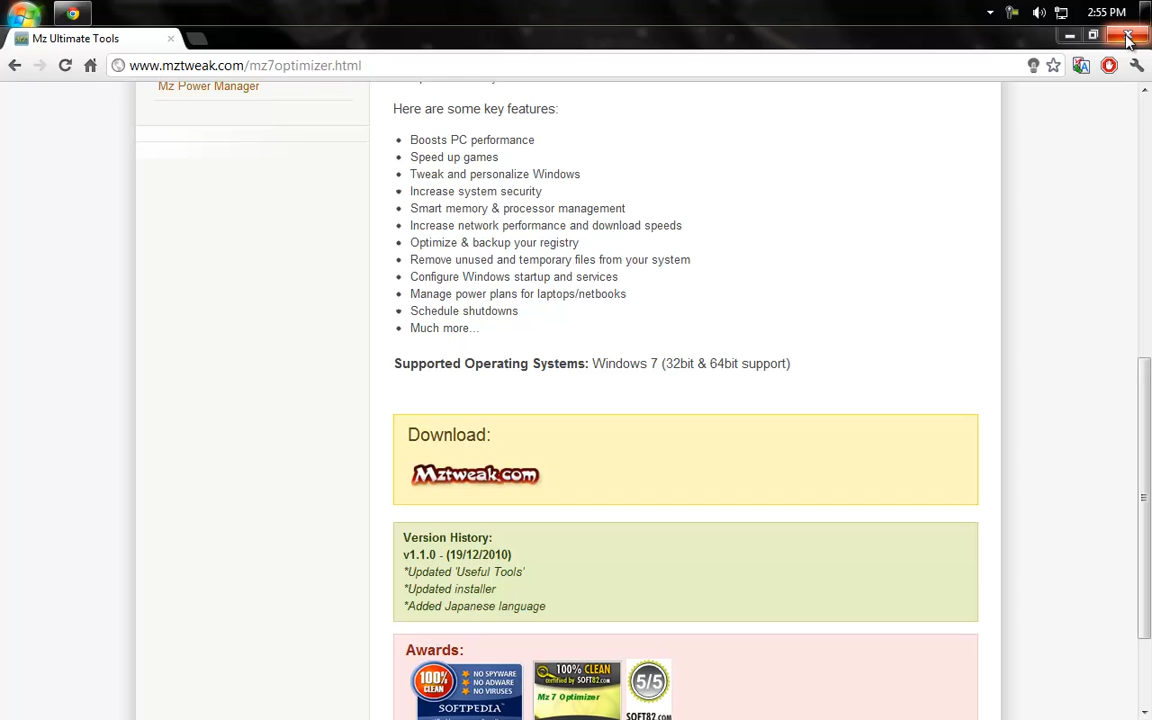 2:55 PM
Mz Ultimate Tools
www.mztweak.com/mz7optimizer.html
Mz Power Manager
Here are some key features:
Boosts PC performance
Speed up games
Tweak and personalize Windows
Increase system security
Smart memory & processor management
Increase network performance and download speeds
Optimize & backup your registry
Remove unused and temporary files from your system
Configure Windows startup and services
Manage power plans for laptops/netbooks
Schedule shutdowns
Much more...
Supported Operating Systems: Windows 7 (32bit & 64bit support)
Download:
Mztweak.com
Version History:
v1.1.0 - (19/12/2010)
*Updated 'Useful Tools'
*Updated installer
*Added Japanese language
Awards:
100% CLEAN
NO SPYWARE
NO ADWARE
NO VIRUSES
SOFTPEDIA
100% CLEAN
certified by SOFT82.COM
Mz 7 Optimizer
5/5
SOFT82.COM